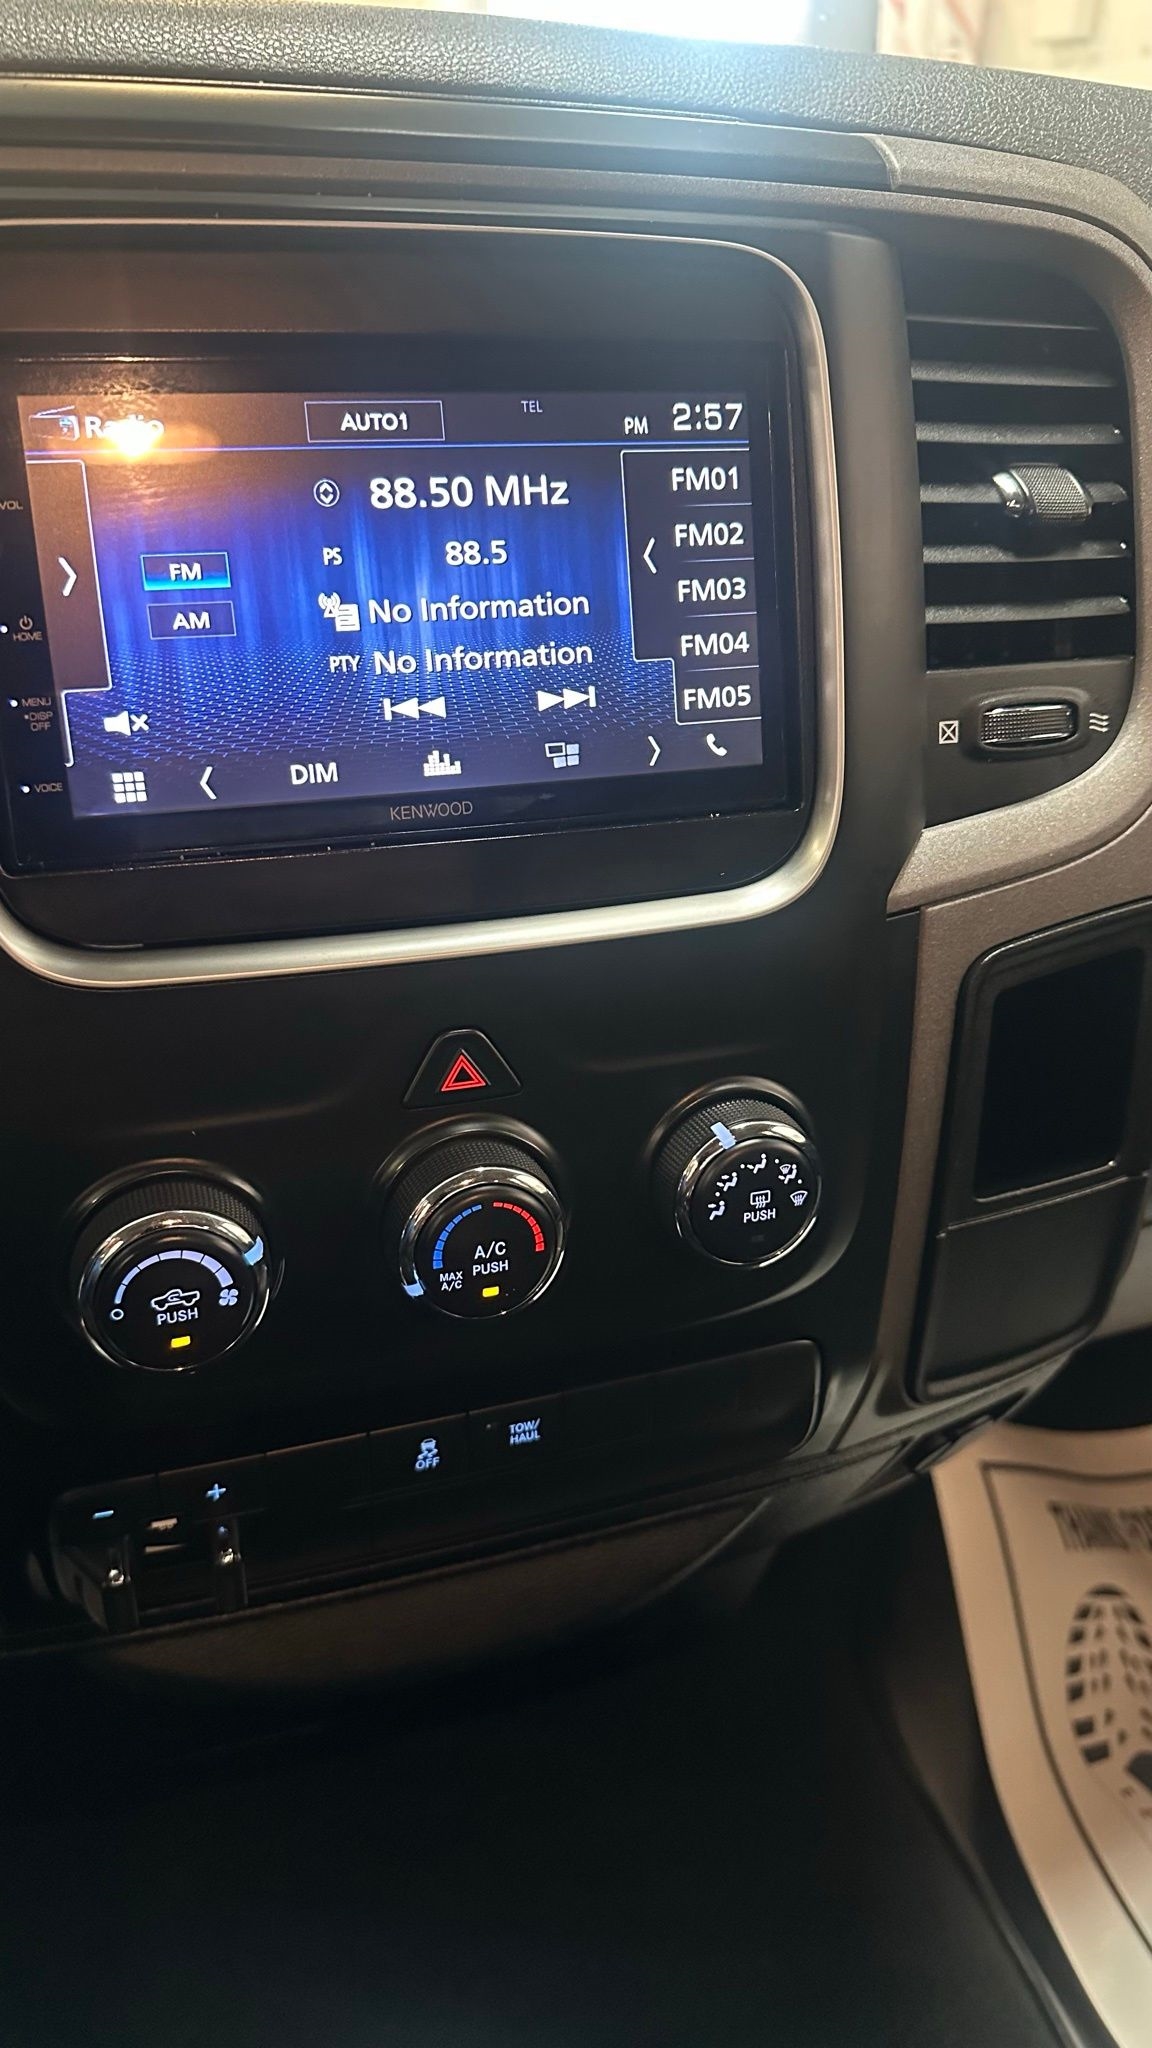 Radio
AUTO1
TEL
PM 2:57
VOL
88.50 MHz
FM01
FM
PS
88.5
FM02
AM
No Information
FM03
HOME
PTY No Information
FM04
MENU
•DISP
OFF
FM05
VOICE
DIM
KENWOOD
PUSH
A/C
PUSH
MAX
A/C
PUSH
OFF
TOW/
HAUL
- +